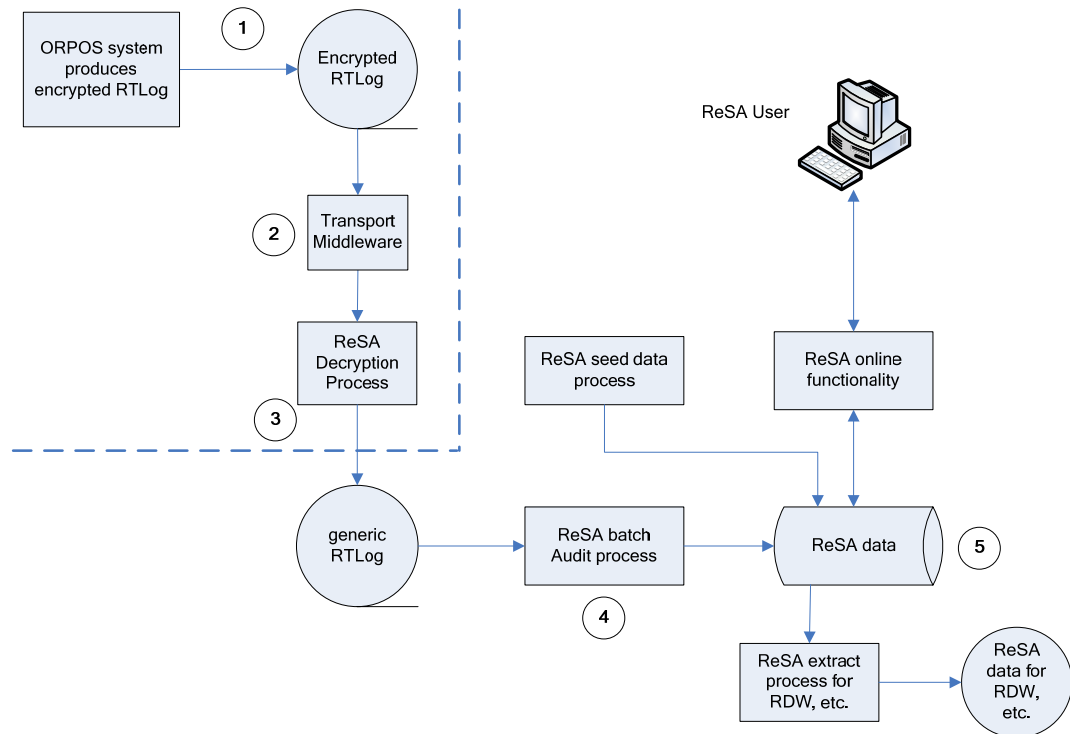 1
ORPOS system
produces
encrypted RTLog
Encrypted
RTLog
ReSA User
2
Transport
Middleware
ReSA
Decryption
Process
3
ReSA seed data
process
ReSA online
functionality
generic
RTLog
ReSA batch
Audit process
4
ReSA data
5
ReSA extract
process for
RDW, etc.
ReSA
data for
RDW,
etc.